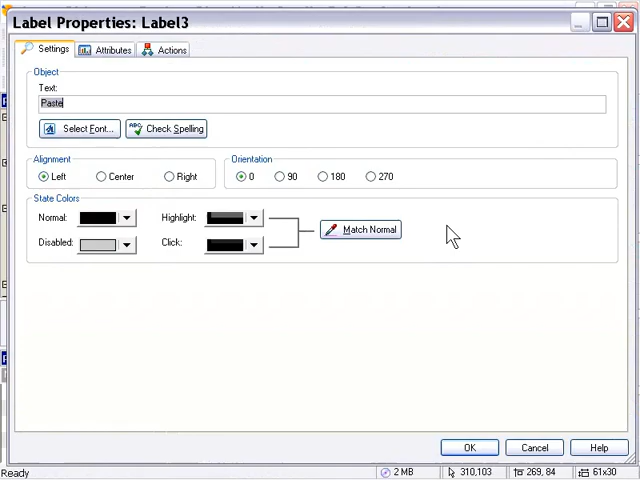 Label Properties: Label3
Settings Attributes Actions
Object
Text:
Paste
Select Font... ABC Check Spelling
Alignment Orientation
Left Center Right 0 90 180 270
State Colors
Normal: Highlight:
Match Normal
Disabled: Click:
OK Cancel Help
Ready 2 MB 310,103 269, 84 61x30